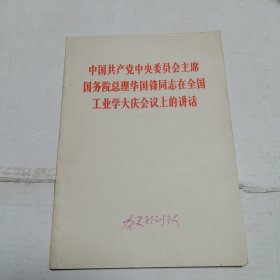 中国共产党中央委员会主席
国务院总理华国锋同志在全国
工业学大庆会议上的讲话